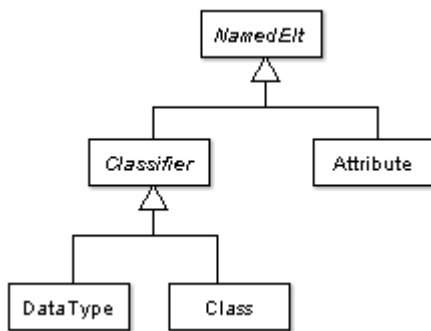 NamedElt
Classifier
Attribute
DataType
Class